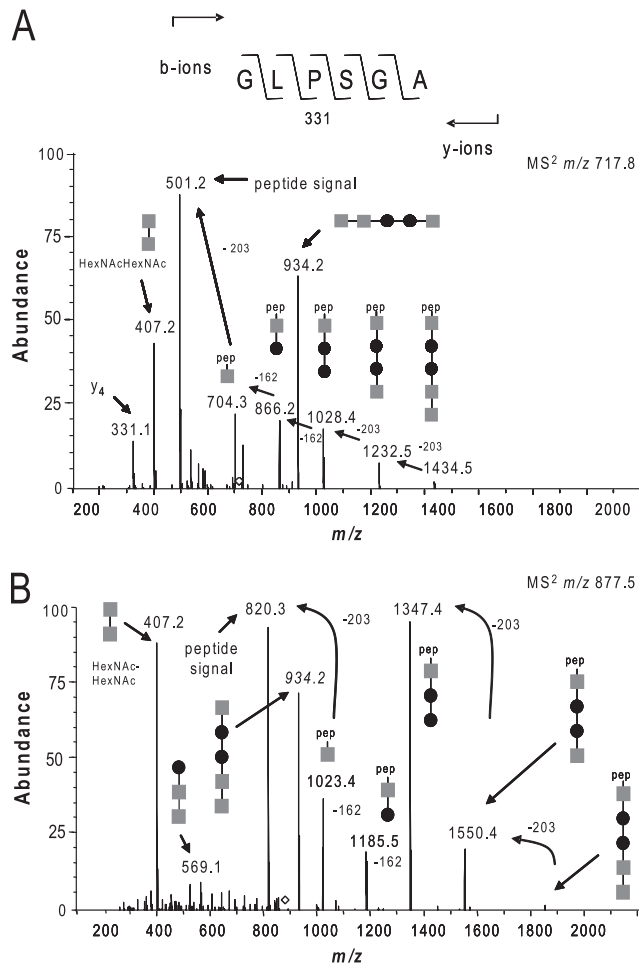 A
b-ions
G L P S G A
331
y-ions
MS2 m/z 717.8
100
75
50
25
0
Abundance
501.2
peptide signal
HexNAcHexNAc
-203
934.2
407.2
pep
pep
pep
pep
pep
y4
331.1
704.3
-162
866.2
-162
1028.4
-203
1232.5
-203
1434.5
200 400 600 800 1000 1200 1400 1600 1800 2000
m/z
B
MS2 m/z 877.5
100
75
50
25
0
Abundance
407.2
HexNAc-
HexNAc
peptide
signal
820.3
-203
1347.4
-203
934.2
pep
pep
pep
pep
pep
569.1
1023.4
-162
1185.5
-162
1550.4
-203
200 400 600 800 1000 1200 1400 1600 1800 2000 2200
m/z